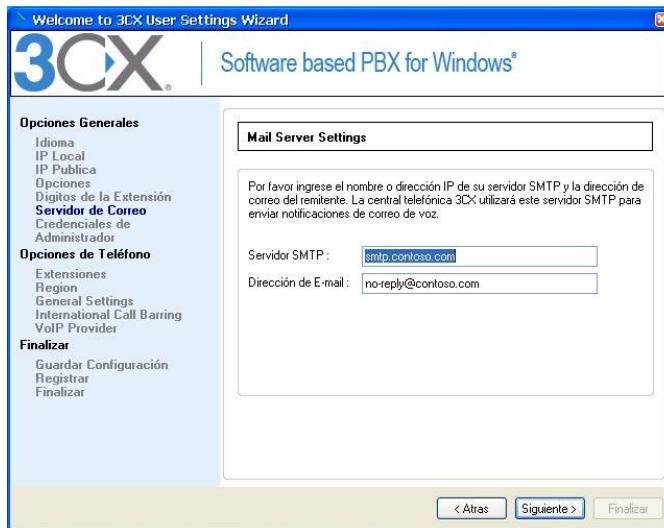 Welcome to 3CX User Settings Wizard
3CX
Software based PBX for Windows®
Opciones Generales
Idioma
IP Local
IP Publica
Opciones
Digitos de la Extensión
Servidor de Correo
Credenciales de
Administrador
Opciones de Teléfono
Extensiones
Region
General Settings
International Call Barring
VoIP Provider
Finalizar
Guardar Configuración
Registrar
Finalizar
Mail Server Settings
Por favor ingrese el nombre o dirección IP de su servidor SMTP y la dirección de
correo del remitente. La central telefónica 3CX utilizará este servidor SMTP para
enviar notificaciones de correo de voz.
Servidor SMTP : smtp.contoso.com
Dirección de E-mail : no-reply@contoso.com
< Atras Siguiente > Finalizar